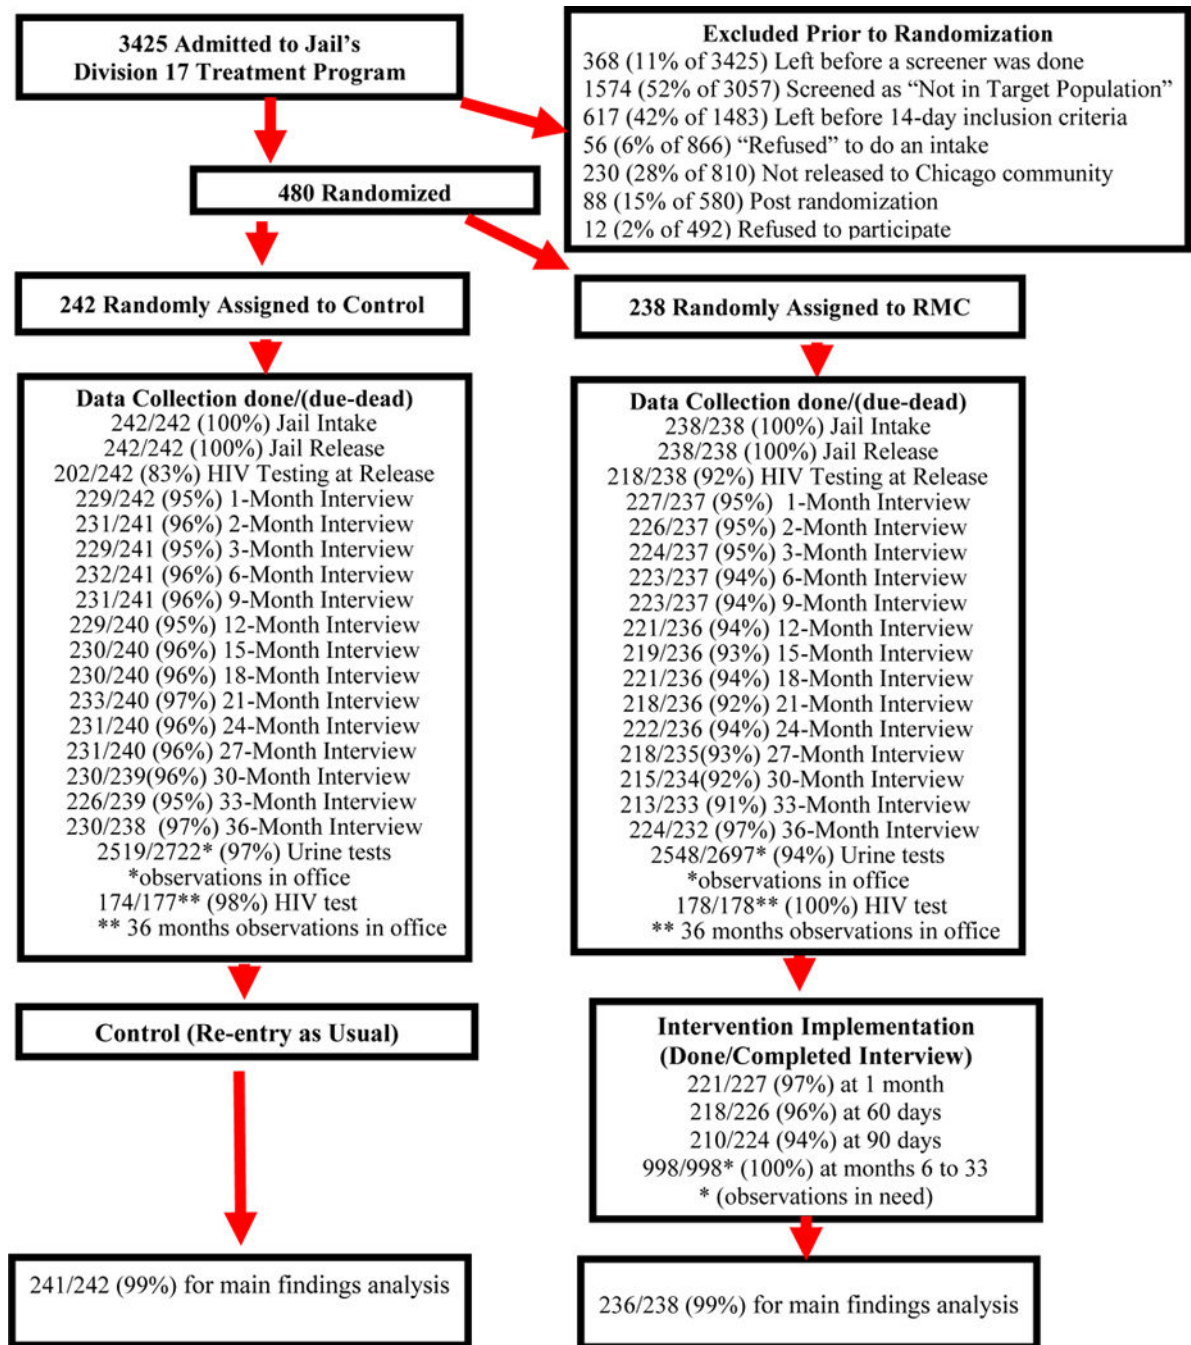 3425 Admitted to Jail's
Division 17 Treatment Program
Excluded Prior to Randomization
368 (11% of 3425) Left before a screener was done
1574 (52% of 3057) Screened as “Not in Target Population”
617 (42% of 1483) Left before 14-day inclusion criteria
56 (6% of 866) “Refused” to do an intake
230 (28% of 810) Not released to Chicago community
88 (15% of 580) Post randomization
12 (2% of 492) Refused to participate
480 Randomized
242 Randomly Assigned to Control
238 Randomly Assigned to RMC
Data Collection done/(due-dead)
242/242 (100%) Jail Intake
242/242 (100%) Jail Release
202/242 (83%) HIV Testing at Release
229/242 (95%) 1-Month Interview
231/241 (96%) 2-Month Interview
229/241 (95%) 3-Month Interview
232/241 (96%) 6-Month Interview
231/241 (96%) 9-Month Interview
229/240 (95%) 12-Month Interview
230/240 (96%) 15-Month Interview
230/240 (96%) 18-Month Interview
233/240 (97%) 21-Month Interview
231/240 (96%) 24-Month Interview
231/240 (96%) 27-Month Interview
230/239(96%) 30-Month Interview
226/239 (95%) 33-Month Interview
230/238 (97%) 36-Month Interview
2519/2722* (97%) Urine tests
*observations in office
174/177** (98%) HIV test
** 36 months observations in office
Data Collection done/(due-dead)
238/238 (100%) Jail Intake
238/238 (100%) Jail Release
218/238 (92%) HIV Testing at Release
227/237 (95%) 1-Month Interview
226/237 (95%) 2-Month Interview
224/237 (95%) 3-Month Interview
223/237 (94%) 6-Month Interview
223/237 (94%) 9-Month Interview
221/236 (94%) 12-Month Interview
219/236 (93%) 15-Month Interview
221/236 (94%) 18-Month Interview
218/236 (92%) 21-Month Interview
222/236 (94%) 24-Month Interview
218/235(93%) 27-Month Interview
215/234(92%) 30-Month Interview
213/233 (91%) 33-Month Interview
224/232 (97%) 36-Month Interview
2548/2697* (94%) Urine tests
*observations in office
178/178** (100%) HIV test
** 36 months observations in office
Control (Re-entry as Usual)
Intervention Implementation
(Done/Completed Interview)
221/227 (97%) at 1 month
218/226 (96%) at 60 days
210/224 (94%) at 90 days
998/998* (100%) at months 6 to 33
* (observations in need)
241/242 (99%) for main findings analysis
236/238 (99%) for main findings analysis